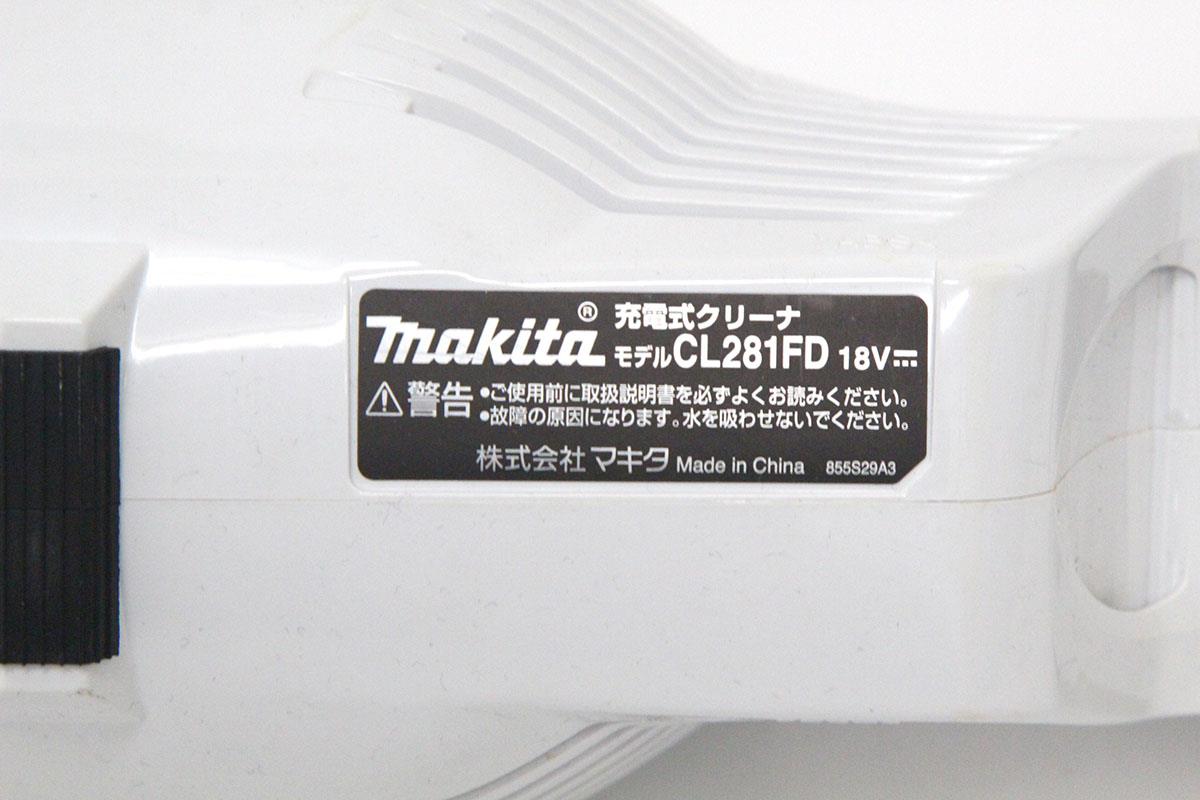 makita® 充電式クリーナ
モデルCL281FD 18V⎓
⚠警告 •ご使用前に取扱説明書を必ずよくお読みください。
•故障の原因になります。水を吸わせないでください。
株式会社マキタ Made in China 855S29A3